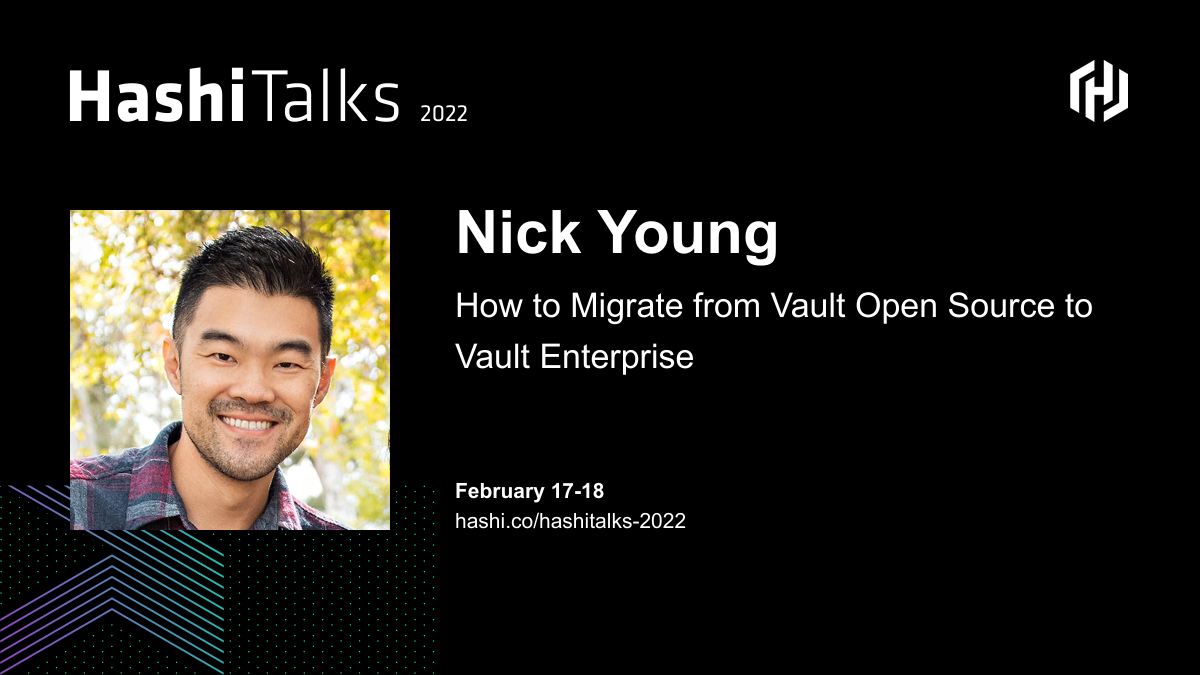 HashiTalks 2022
Nick Young
How to Migrate from Vault Open Source to
Vault Enterprise
February 17-18
hashi.co/hashitalks-2022